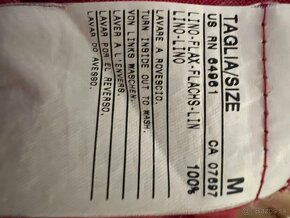 TAGLIA/SIZE M
US RN 64961 CA 07697
LINO-FLAX-FLACHS-LIN 100%
LINO-LINO
LAVARE A ROVESCIO.
TURN INSIDE OUT TO WASH.
VON LINKS WASCHEN.
LAVER A L'ENVERS.
LAVAR POR EL REVERSO.
LAVAR DO AVESSO.